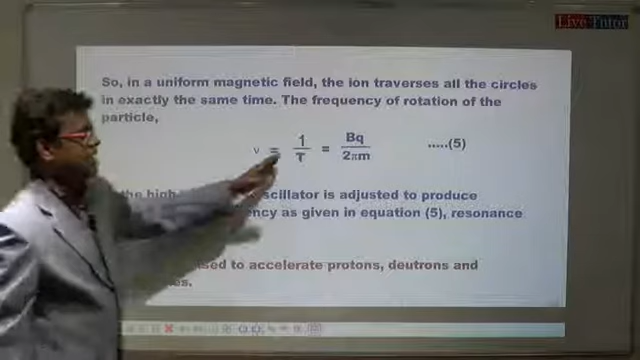 Live Tutor
So, in a uniform magnetic field, the ion traverses all the circles
in exactly the same time. The frequency of rotation of the
particle,
ν = 1/T = Bq/2πm .....(5)
the high scillator is adjusted to produce
ncy as given in equation (5), resonance
sed to accelerate protons, deutrons and
es.